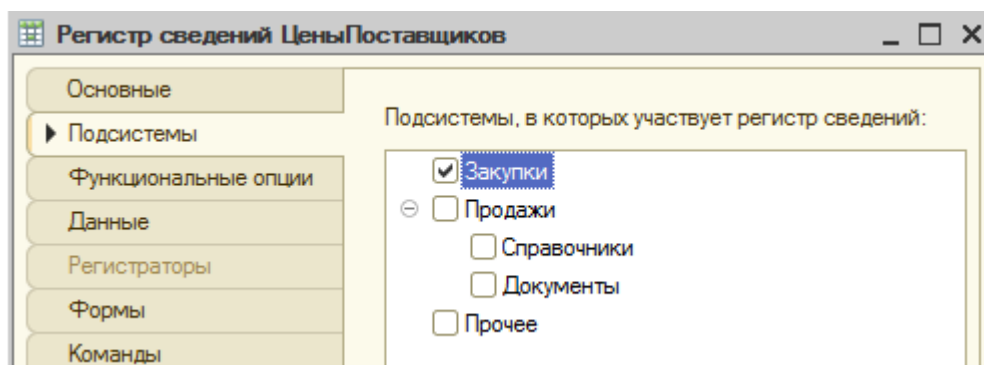 Регистр сведений ЦеныПоставщиков
Основные
Подсистемы
Функциональные опции
Данные
Регистраторы
Формы
Команды
Подсистемы, в которых участвует регистр сведений:
Закупки
Продажи
Справочники
Документы
Прочее